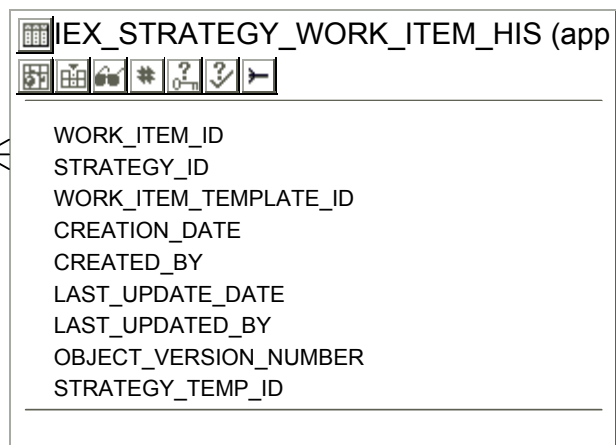 IEX_STRATEGY_WORK_ITEM_HIS (app
WORK_ITEM_ID
STRATEGY_ID
WORK_ITEM_TEMPLATE_ID
CREATION_DATE
CREATED_BY
LAST_UPDATE_DATE
LAST_UPDATED_BY
OBJECT_VERSION_NUMBER
STRATEGY_TEMP_ID